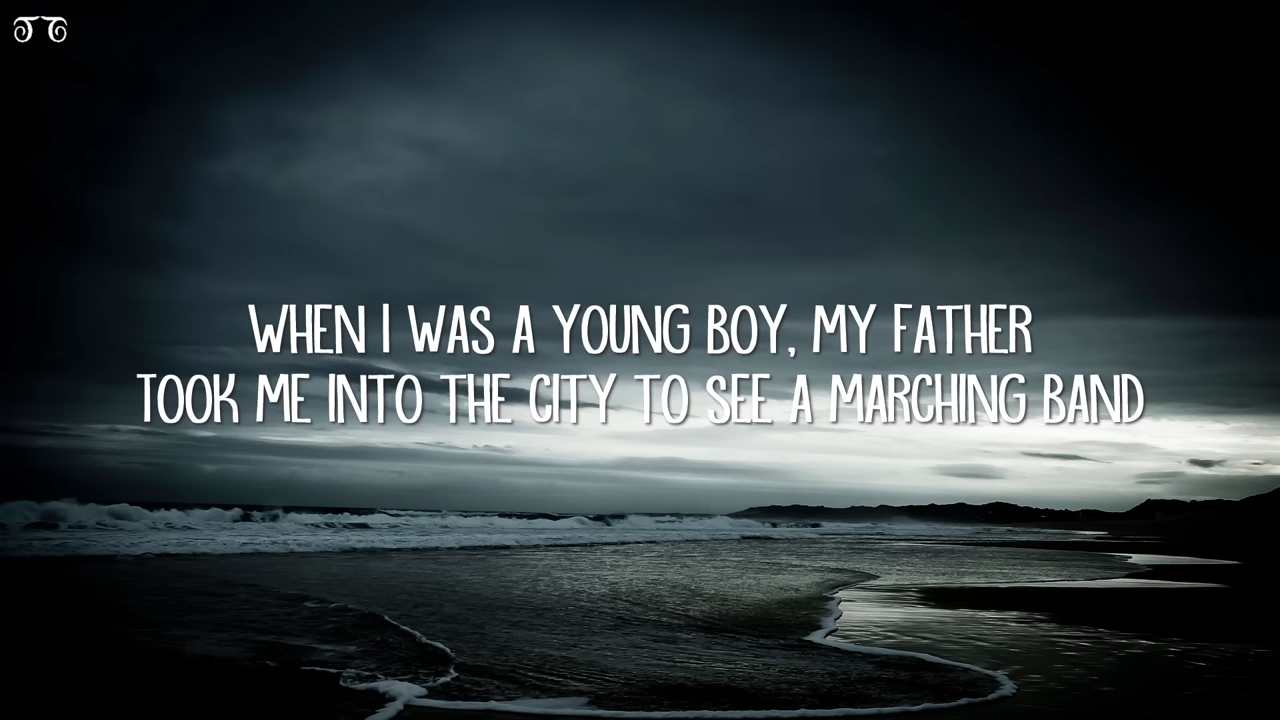 WHEN I WAS A YOUNG BOY, MY FATHER
TOOK ME INTO THE CITY TO SEE A MARCHING BAND